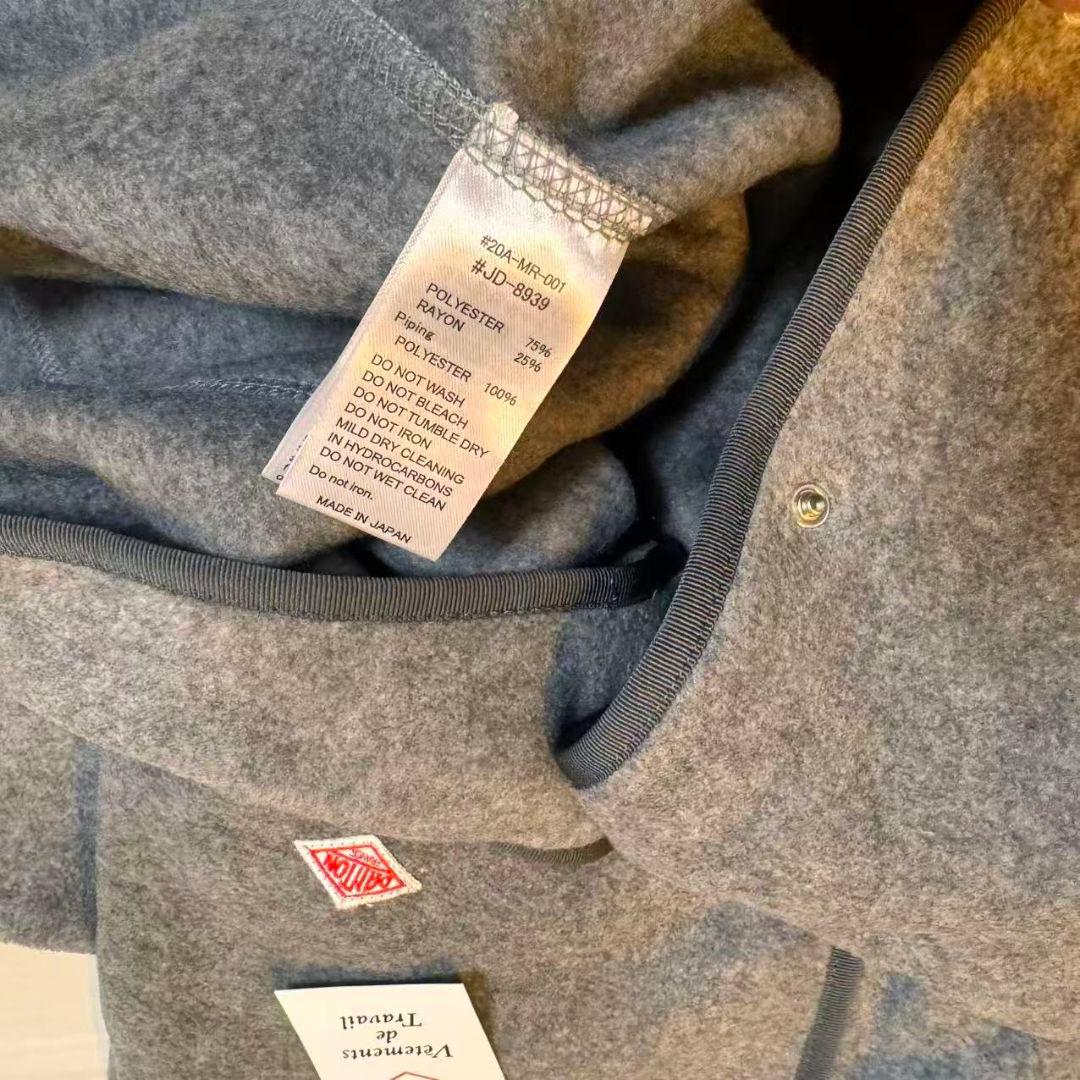 #20A-MR-001
#JD-8939
POLYESTER 75%
RAYON 25%
Piping
POLYESTER 100%
DO NOT WASH
DO NOT BLEACH
DO NOT TUMBLE DRY
DO NOT IRON
MILD DRY CLEANING
IN HYDROCARBONS
DO NOT WET CLEAN
Do not iron.
MADE IN JAPAN
DANTON
FRANCE
Vêtements
de
Travail